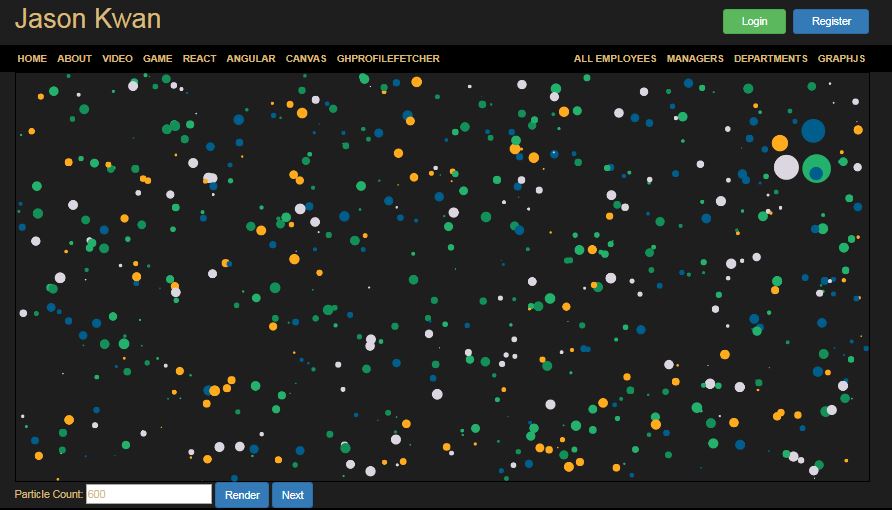 Jason Kwan
Login Register
HOME ABOUT VIDEO GAME REACT ANGULAR CANVAS GHPROFILEFETCHER ALL EMPLOYEES MANAGERS DEPARTMENTS GRAPHJS
Particle Count: 600 Render Next